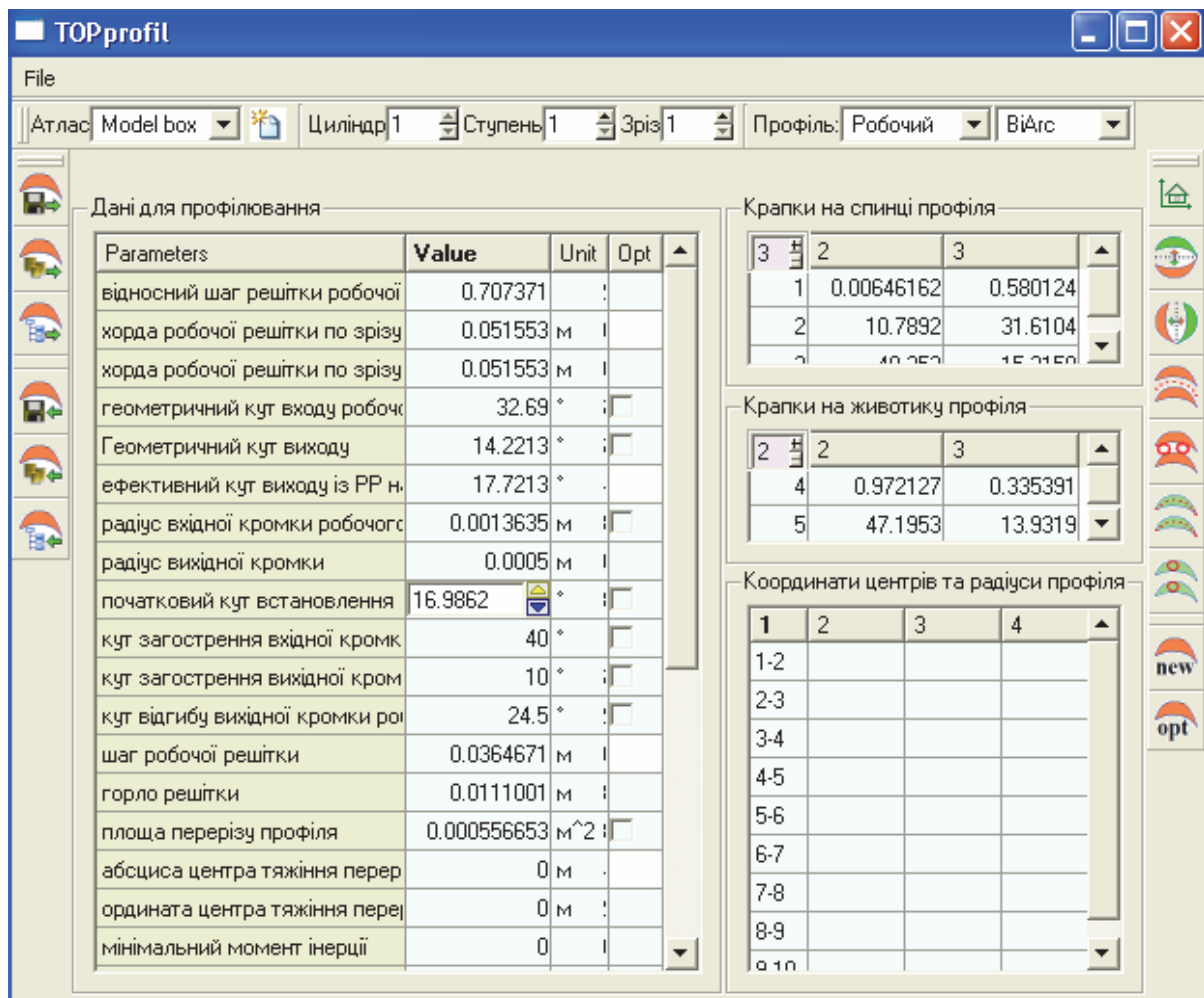 TOPprofil
File
Атлас Model box Циліндр 1 Ступень 1 Зріз 1 Профіль: Робочий BiArc
Дані для профілювання
Parameters Value Unit Opt
відносний шаг решітки робочої 0.707371
хорда робочої решітки по зрізу 0.051553 м
хорда робочої решітки по зрізу 0.051553 м
геометричний кут входу робочо 32.69 °
Геометричний кут виходу 14.2213 °
ефективний кут виходу із РР н 17.7213 °
радіус вхідної кромки робочого 0.0013635 м
радіус вихідної кромки 0.0005 м
початковий кут встановлення 16.9862 °
кут загострення вхідної кромк 40 °
кут загострення вихідної кром 10 °
кут відгибу вихідної кромки ро 24.5 °
шаг робочої решітки 0.0364671 м
горло решітки 0.0111001 м
площа перерізу профіля 0.000556653 м^2
абсциса центра тяжіння перер 0 м
ордината центра тяжіння пере 0 м
мінімальний момент інерції 0
Крапки на спинці профіля
3 2 3
1 0.00646162 0.580124
2 10.7892 31.6104
Крапки на животику профіля
2 2 3
4 0.972127 0.335391
5 47.1953 13.9319
Координати центрів та радіуси профіля
1 2 3 4
1-2
2-3
3-4
4-5
5-6
6-7
7-8
8-9
9.10
new
opt